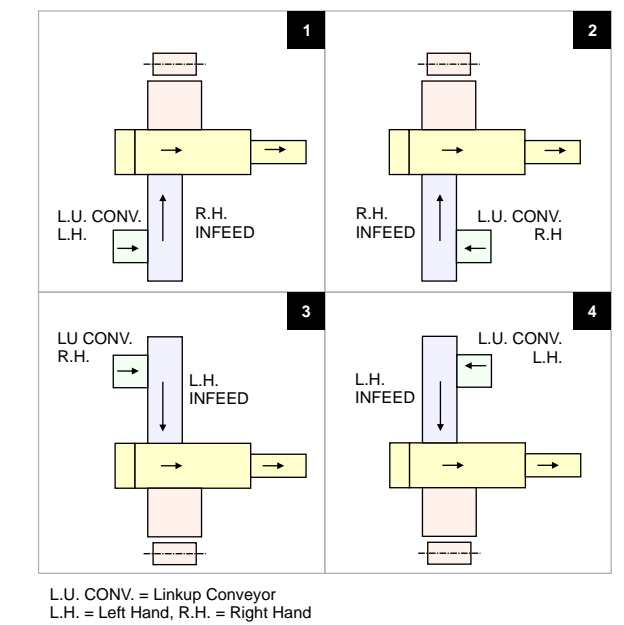 1
L.U. CONV.
L.H.
R.H.
INFEED
2
R.H.
INFEED
L.U. CONV.
R.H
3
LU CONV.
R.H.
L.H.
INFEED
4
L.H.
INFEED
L.U. CONV.
L.H.
L.U. CONV. = Linkup Conveyor
L.H. = Left Hand, R.H. = Right Hand